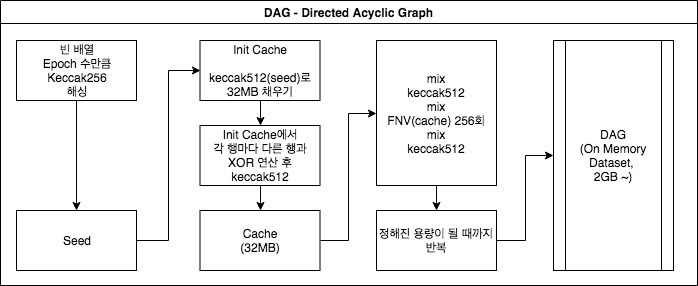 DAG - Directed Acyclic Graph
빈 배열
Epoch 수만큼
Keccak256
해싱
Seed
Init Cache
keccak512(seed)로
32MB 채우기
Init Cache에서
각 행마다 다른 행과
XOR 연산 후
keccak512
Cache
(32MB)
mix
keccak512
mix
FNV(cache) 256회
mix
keccak512
정해진 용량이 될 때까지
반복
DAG
(On Memory
Dataset,
2GB ~)